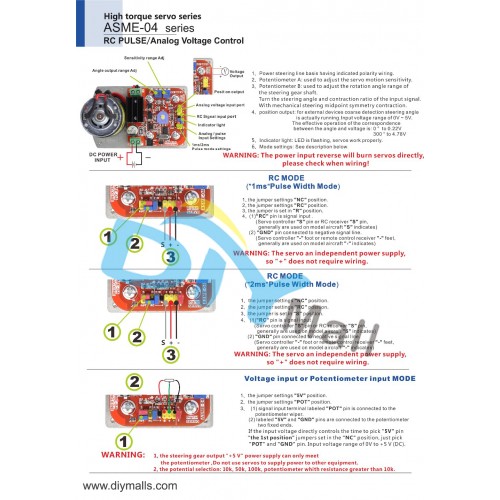 High torque servo series
ASME-04 series
RC PULSE/Analog Voltage Control
Sensitivity range Adj
Angle output range Adj
Voltage
Output
Position output
Analog voltage input port
RC Signal input port
Indicator light
Analog / pulse
Input Settings
1ms/2ms
Pulse mode settings
DC POWER
INPUT
1、Power steering line basis having indicated polarity wiring.
2、Potentiometer A: used to adjust the servo motion sensitivity.
3、Potentiometer B: used to adjust the rotation range of
the steering gear shaft.
Turn the steering angle and contraction ratio of the input signal.
With mechanical steering midpoint symmetry contraction.
4、position output: for external devices coarse detection steering angle
is actually running Input voltage range of 0V ~ 5V.
The effective operation of the correspondence
between the angle and voltage is: 0 ° to 0.22V
300 ° to 4.78V
5、Indicator light: LED is flashing, servo work properly.
6、Mode settings: See description below.
WARNING: The power input reverse will burn servos directly,
please check when wiring!
RC MODE
("1ms"Pulse Width Mode)
1, the jumper settings "NC" position.
2, the jumper settings "RC" position.
3, the jumper is set in "R" position.
4、(1)"RC" pin is signal input.
(Servo controller "S" pin or RC receiver "S" pin,
generally are used on model aircraft "S" indicates)
(2) "GND" pin connected to negative signal line.
(Servo controller "-" foot or remote control receiver "-" feet,
generally are used on model aircraft "-" indicates)
WARNING: The servo an independent power supply,
so "+" does not require wiring.
1
2
S + -
3
RC MODE
("2ms"Pulse Width Mode)
1, the jumper settings "NC" position.
2, the jumper settings "RC" position.
3, the jumper is set
4、(1)"RC" pin is signal input.
(Servo controller "S" pin or RC receiver "S" pin,
generally are used on model aircraft "S" indicates)
(2) "GND" pin connected to negative signal line.
(Servo controller "-" foot or remote control receiver "-" feet,
generally are used on model aircraft "-" indicates)
WARNING: The servo an independent power supply,
so "+" does not require wiring.
1
2
S + -
3
DIY Mall
Voltage input or Potentiometer input MODE
1、the jumper settings "5V" position.
2、the jumper settings "POT" position.
3、(1) signal input terminal labeled "POT" pin is connected to the
potentiometer wiper.
(2) labeled "5V" and "GND" pins are connected to the potentiometer
two fixed ends.
If the input voltage directly controls the time to pick "5V" pin
"the 1st position" jumpers set in the "NC" position, just pick
"POT" and "GND" pin. Input voltage range of 0V to +5 V (DC).
2
1
WARNING: 1, the steering gear output "+5 V" power supply can only meet
the potentiometer, Do not use servos to supply power to other equipment.
2, the potential selection: 10k, 50k, 100k, potentiometer whith resistance greater than 10k.
www.diymalls.com